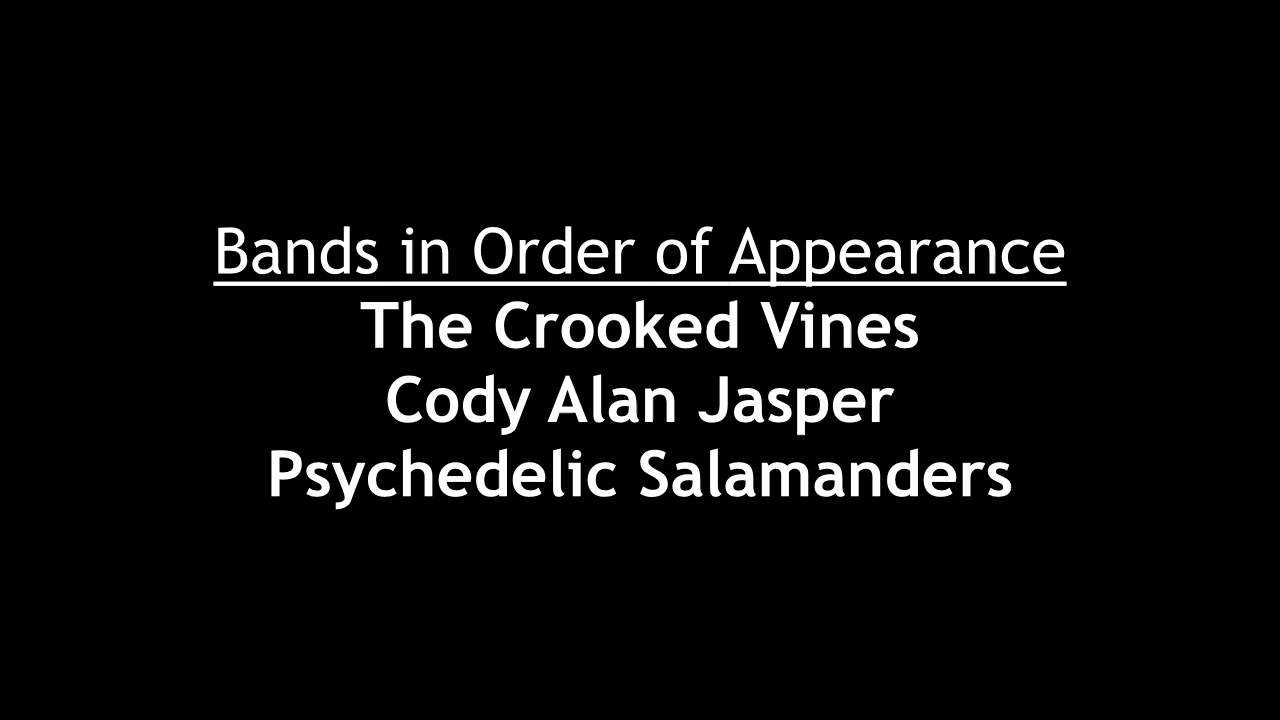 Bands in Order of Appearance
The Crooked Vines
Cody Alan Jasper
Psychedelic Salamanders